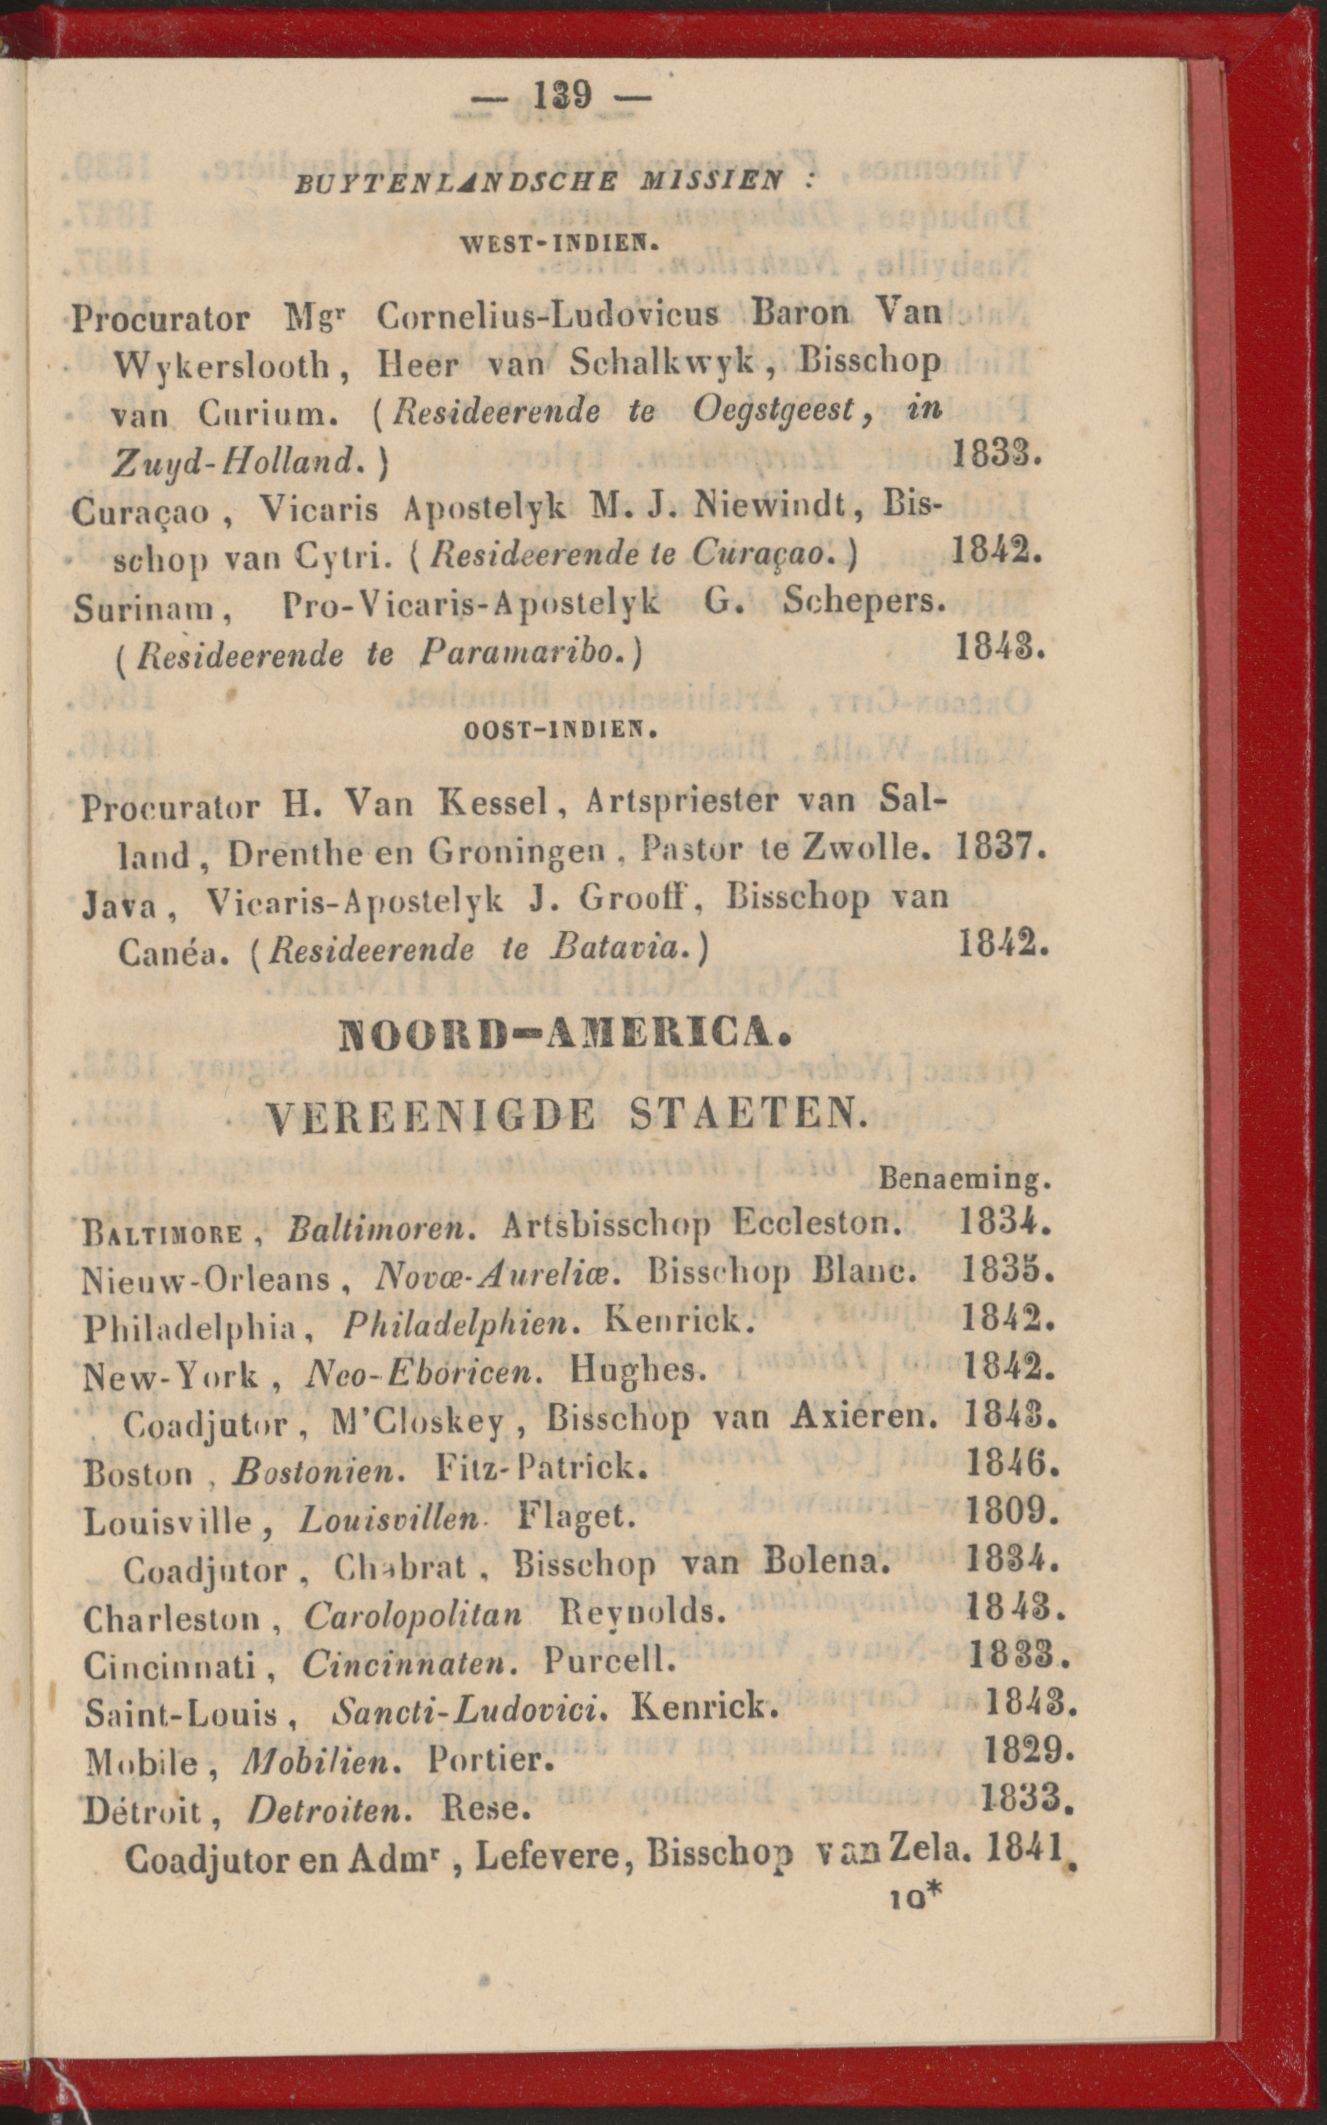 — 139 —
BUYTENLANDSCHE MISSIEN :
WEST-INDIEN.
Procurator Mgr Cornelius-Ludovicus Baron Van
Wykerslooth, Heer van Schalkwyk, Bisschop
van Curium. (Resideerende te Oegstgeest, in
Zuyd-Holland.) 1833.
Curaçao, Vicaris Apostelyk M. J. Niewindt, Bis-
schop van Cytri. (Resideerende te Curaçao.) 1842.
Surinam, Pro-Vicaris-Apostelyk G. Schepers.
(Resideerende te Paramaribo.) 1843.
OOST-INDIEN.
Procurator H. Van Kessel, Artspriester van Sal-
land, Drenthe en Groningen, Pastor te Zwolle. 1837.
Java, Vicaris-Apostelyk J. Grooff, Bisschop van
Canéa. (Resideerende te Batavia.) 1842.
NOORD-AMERICA.
VEREENIGDE STAETEN.
Benaeming.
BALTIMORE, Baltimoren. Artsbisschop Eccleston. 1834.
Nieuw-Orleans, Novœ-Aureliœ. Bisschop Blanc. 1835.
Philadelphia, Philadelphien. Kenrick. 1842.
New-York, Neo-Eboricen. Hughes. 1842.
Coadjutor, M'Closkey, Bisschop van Axieren. 1843.
Boston, Bostonien. Fitz-Patrick. 1846.
Louisville, Louisvillen. Flaget. 1809.
Coadjutor, Chabrat, Bisschop van Bolena. 1834.
Charleston, Carolopolitan Reynolds. 1843.
Cincinnati, Cincinnaten. Purcell. 1833.
Saint-Louis, Sancti-Ludovici. Kenrick. 1843.
Mobile, Mobilien. Portier. 1829.
Détroit, Detroiten. Rese. 1833.
Coadjutor en Admr, Lefevere, Bisschop van Zela. 1841.
10*